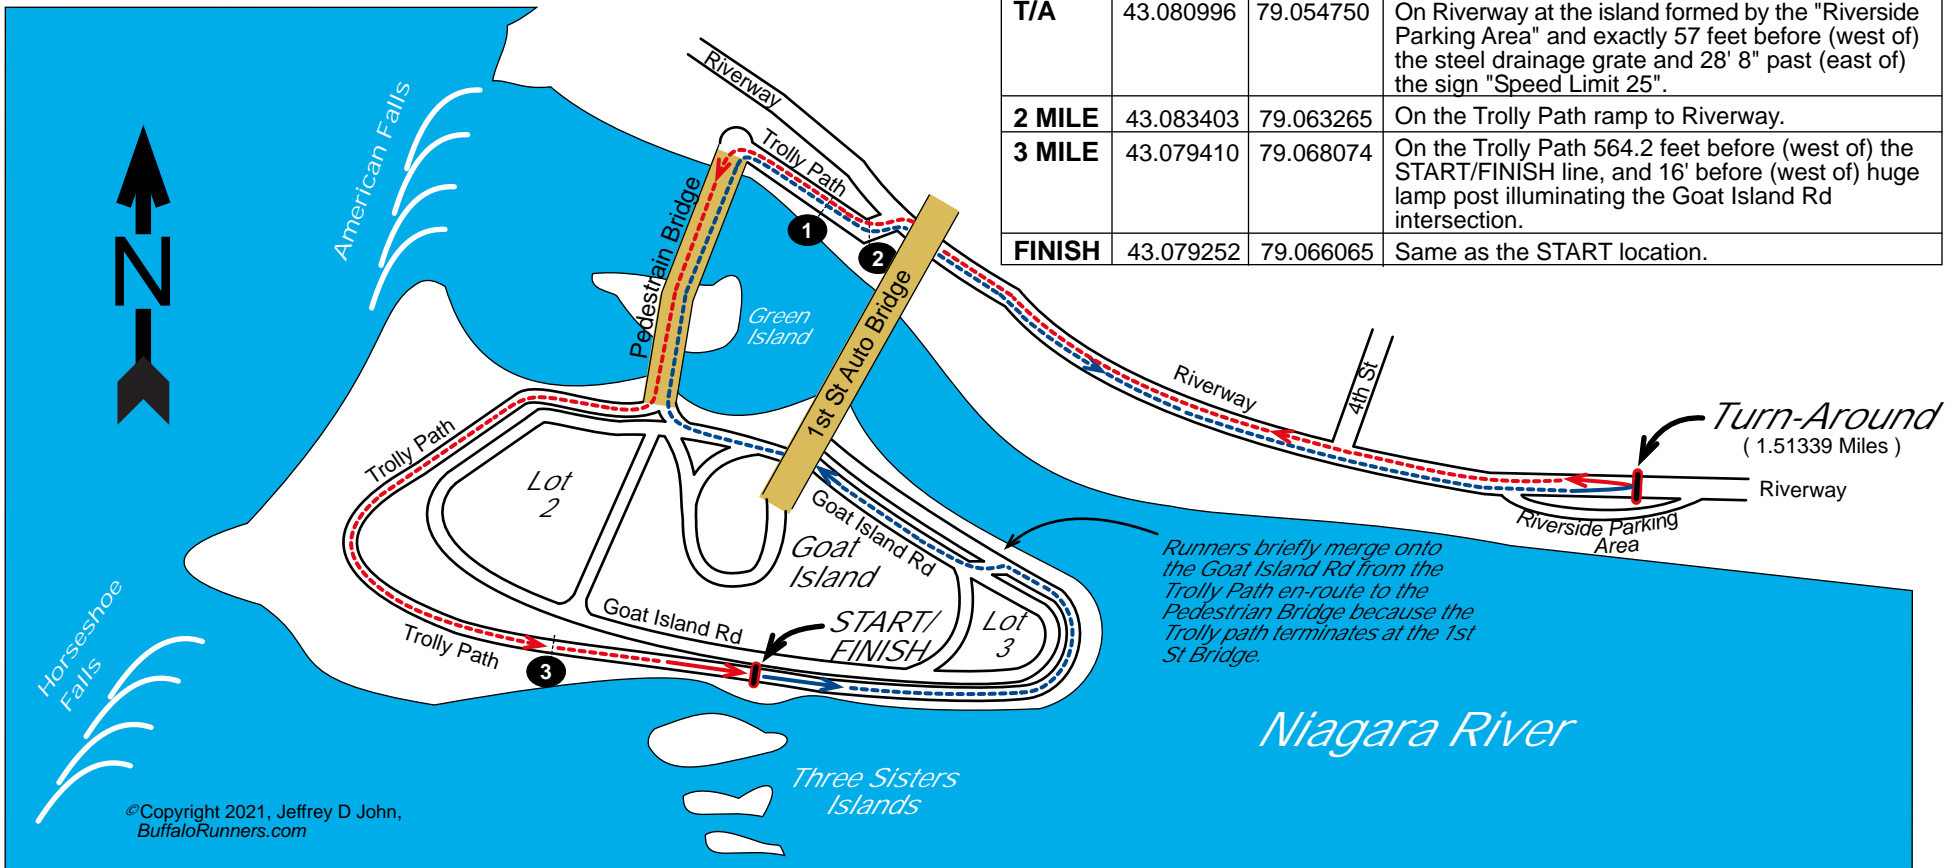 T/A 43.080996 79.054750 On Riverway at the island formed by the "Riverside
Parking Area" and exactly 57 feet before (west of)
the steel drainage grate and 28' 8" past (east of)
the sign "Speed Limit 25".
2 MILE 43.083403 79.063265 On the Trolly Path ramp to Riverway.
3 MILE 43.079410 79.068074 On the Trolly Path 564.2 feet before (west of) the
START/FINISH line, and 16' before (west of) huge
lamp post illuminating the Goat Island Rd
intersection.
FINISH 43.079252 79.066065 Same as the START location.
Riverway
Trolly Path
American Falls
N
Pedestrain Bridge
1
2
Green
Island
1st St Auto Bridge
Riverway
4th St
Turn-Around
( 1.51339 Miles )
Riverway
Riverside Parking
Area
Trolly Path
Lot
2
Goat Island Rd
Goat
Island
Runners briefly merge onto
the Goat Island Rd from the
Trolly Path en-route to the
Pedestrian Bridge because the
Trolly path terminates at the 1st
St Bridge.
Goat Island Rd
START/
FINISH
Lot
3
Trolly Path
3
Horseshoe
Falls
Niagara River
Three Sisters
Islands
©Copyright 2021, Jeffrey D John,
BuffaloRunners.com